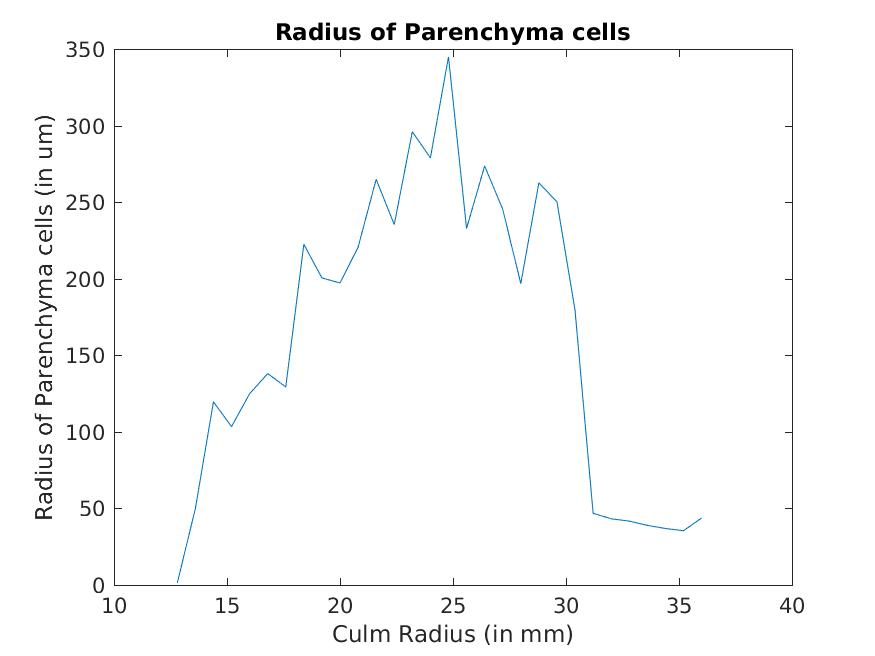 Radius of Parenchyma cells
Radius of Parenchyma cells (in um)
350
300
250
200
150
100
50
0
10 15 20 25 30 35 40
Culm Radius (in mm)